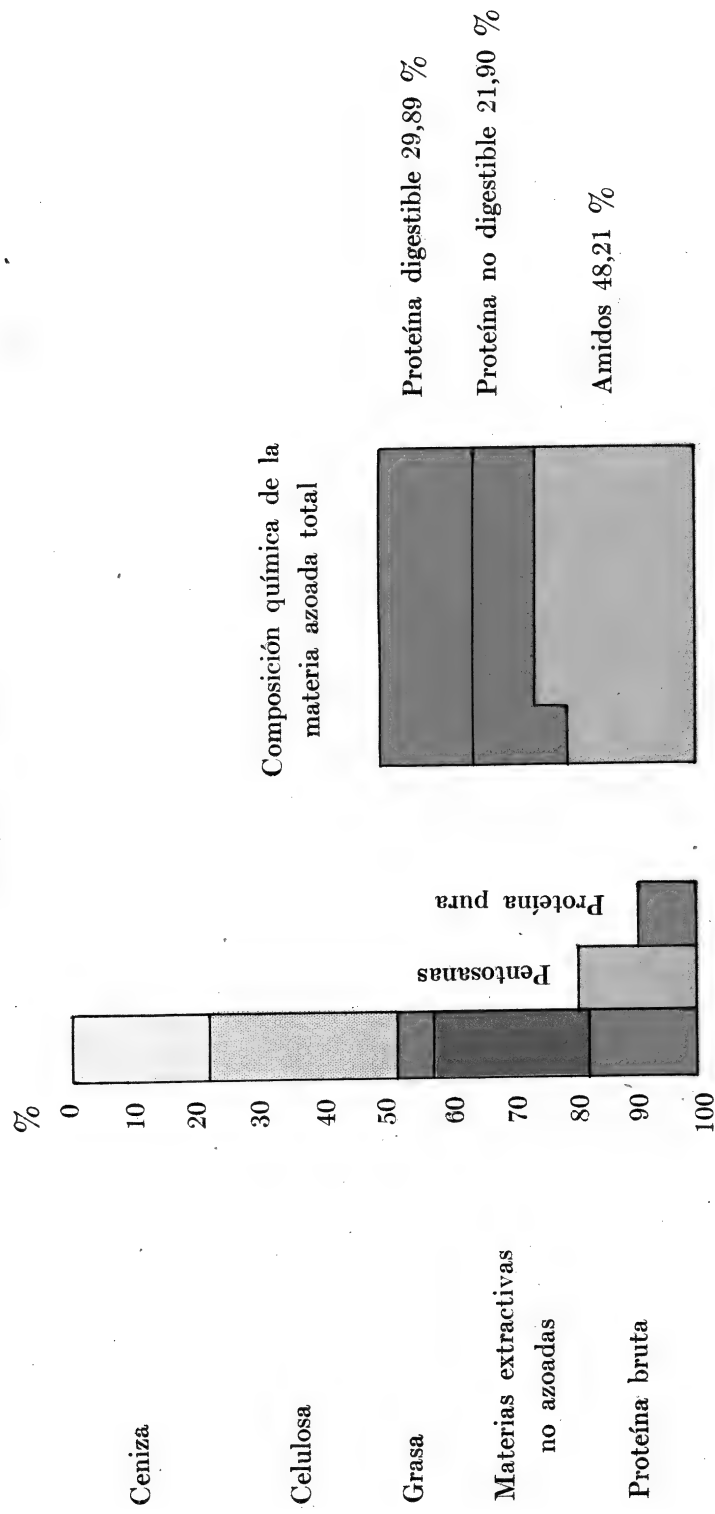 %
0
10
20
30
40
50
60
70
80
90
100
Ceniza
Celulosa
Grasa
Materias extractivas
no azoadas
Proteína bruta
Pentosanas
Proteína pura
Composición química de la
materia azoada total
Proteína digestible 29,89 %
Proteína no digestible 21,90 %
Amidos 48,21 %